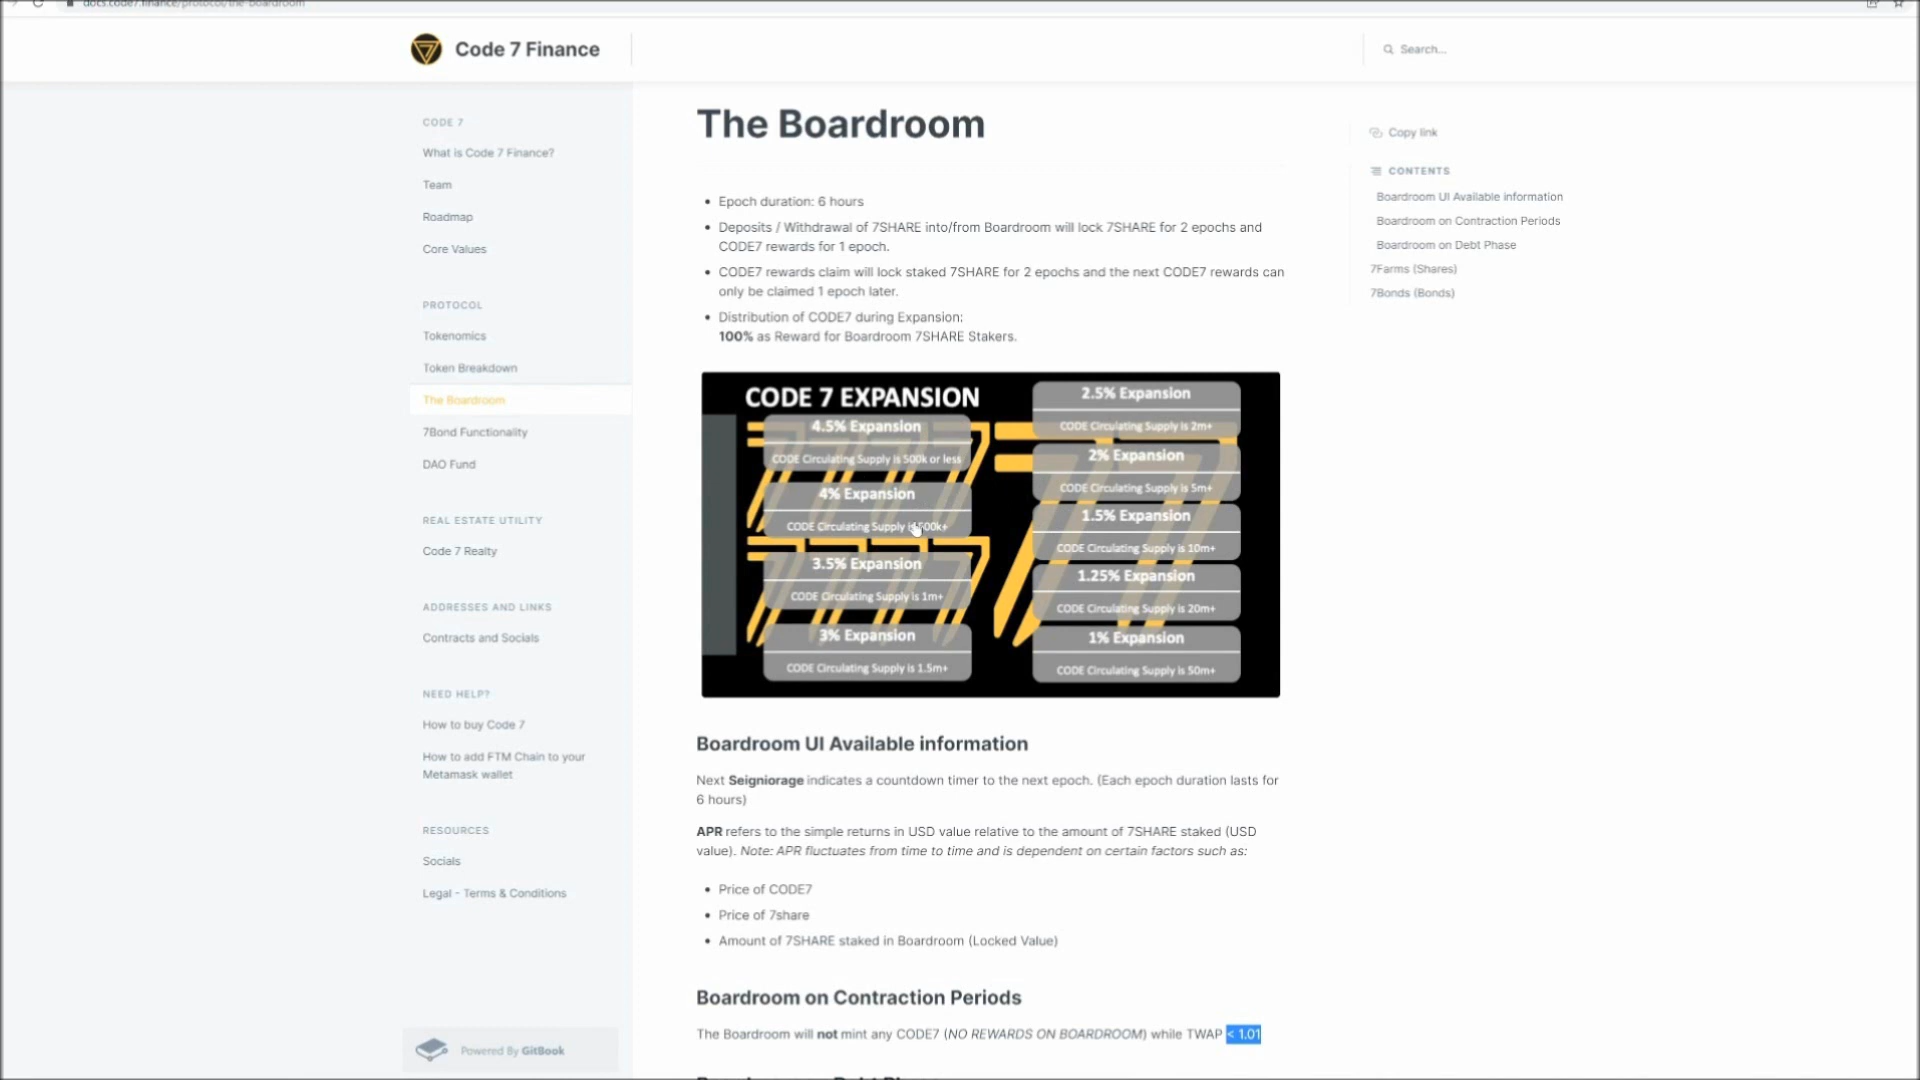 docs.code7.finance/protocol/the-boardroom
Code 7 Finance
Search...
CODE 7
What is Code 7 Finance?
Team
Roadmap
Core Values
PROTOCOL
Tokenomics
Token Breakdown
The Boardroom
7Bond Functionality
DAO Fund
REAL ESTATE UTILITY
Code 7 Realty
ADDRESSES AND LINKS
Contracts and Socials
NEED HELP?
How to buy Code 7
How to add FTM Chain to your
Metamask wallet
RESOURCES
Socials
Legal - Terms & Conditions
Powered By GitBook
The Boardroom
• Epoch duration: 6 hours
• Deposits / Withdrawal of 7SHARE into/from Boardroom will lock 7SHARE for 2 epochs and
CODE7 rewards for 1 epoch.
• CODE7 rewards claim will lock staked 7SHARE for 2 epochs and the next CODE7 rewards can
only be claimed 1 epoch later.
• Distribution of CODE7 during Expansion:
100% as Reward for Boardroom 7SHARE Stakers.
CODE 7 EXPANSION
4.5% Expansion
CODE Circulating Supply is 500k or less
4% Expansion
CODE Circulating Supply is 500k+
3.5% Expansion
CODE Circulating Supply is 1m+
3% Expansion
CODE Circulating Supply is 1.5m+
2.5% Expansion
CODE Circulating Supply is 2m+
2% Expansion
CODE Circulating Supply is 5m+
1.5% Expansion
CODE Circulating Supply is 10m+
1.25% Expansion
CODE Circulating Supply is 20m+
1% Expansion
CODE Circulating Supply is 50m+
Boardroom UI Available information
Next Seigniorage indicates a countdown timer to the next epoch. (Each epoch duration lasts for
6 hours)
APR refers to the simple returns in USD value relative to the amount of 7SHARE staked (USD
value). Note: APR fluctuates from time to time and is dependent on certain factors such as:
• Price of CODE7
• Price of 7share
• Amount of 7SHARE staked in Boardroom (Locked Value)
Boardroom on Contraction Periods
The Boardroom will not mint any CODE7 (NO REWARDS ON BOARDROOM) while TWAP < 1.01
Copy link
CONTENTS
Boardroom UI Available information
Boardroom on Contraction Periods
Boardroom on Debt Phase
7Farms (Shares)
7Bonds (Bonds)